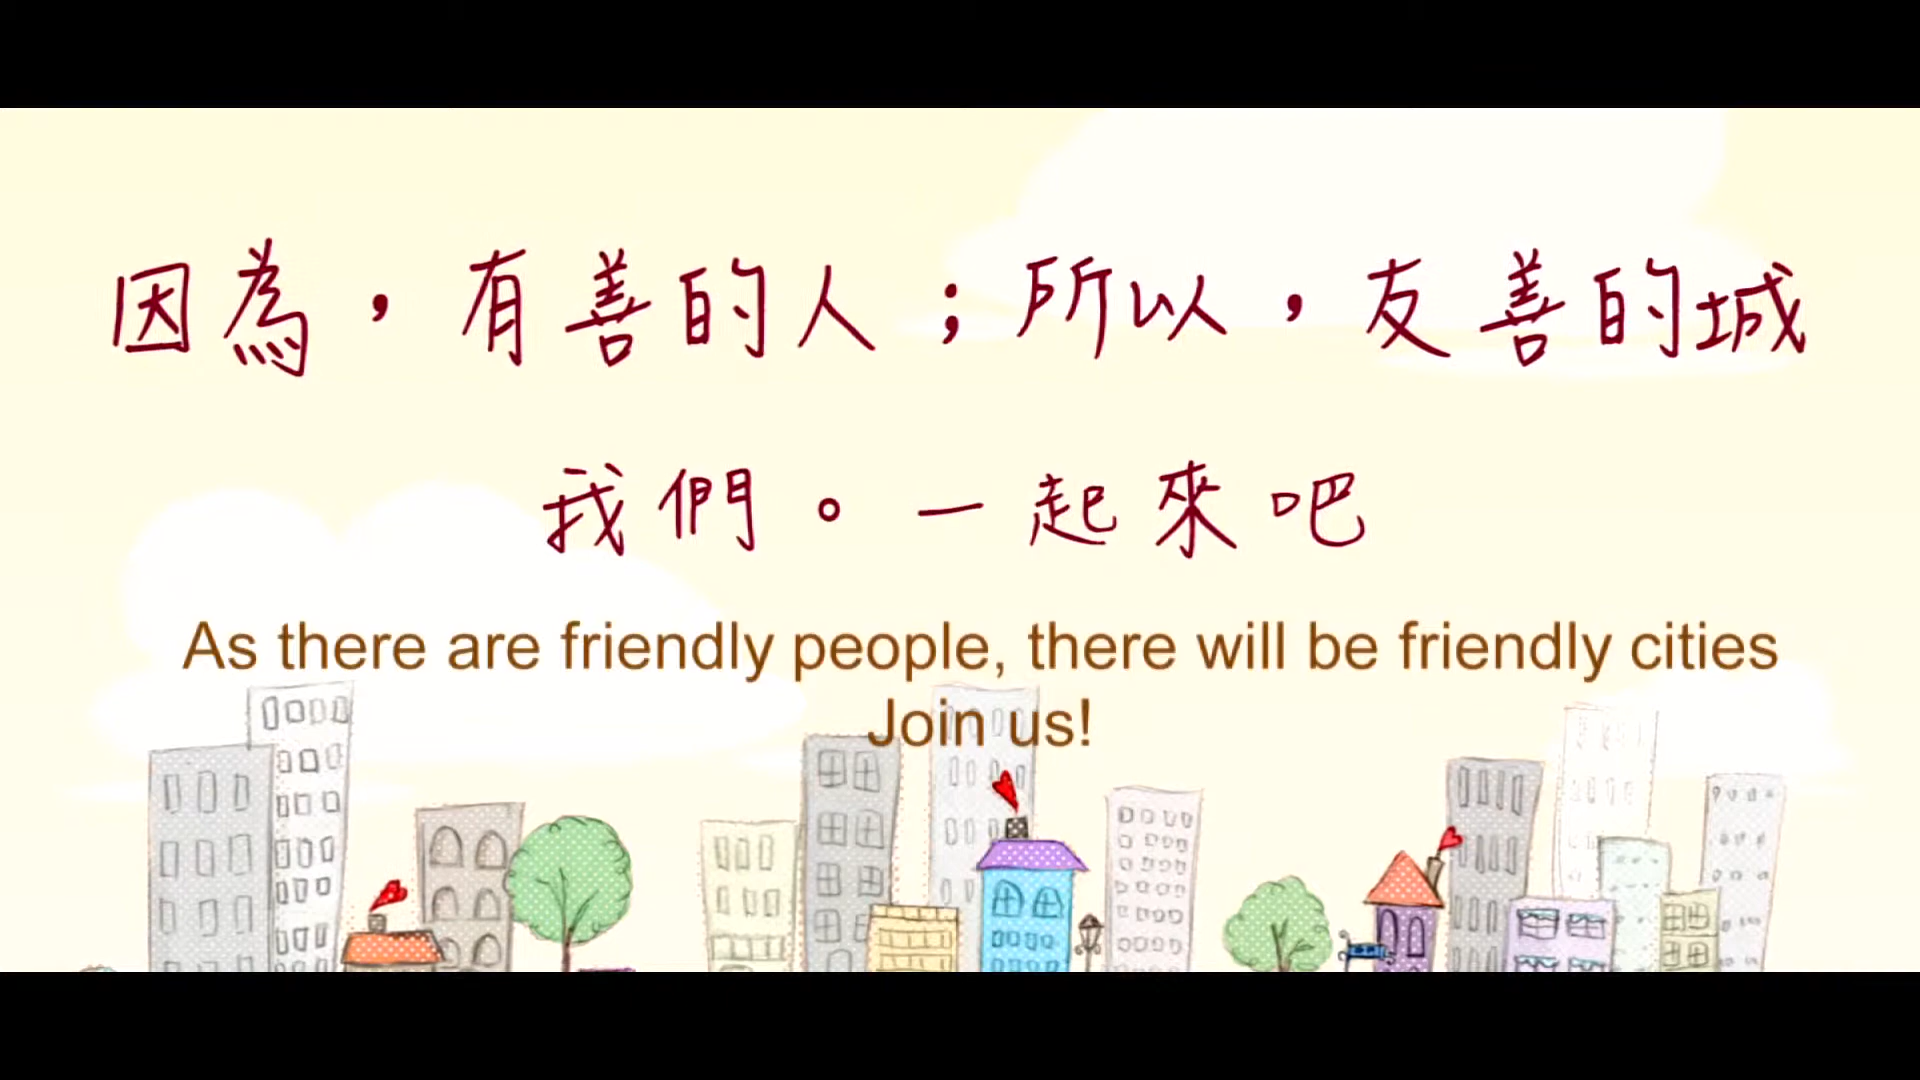 因為，有善的人；所以，友善的城
我們。一起來吧
As there are friendly people, there will be friendly cities
Join us!